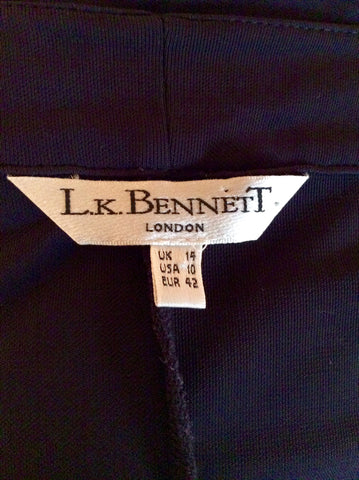 L.K. BENNETT
LONDON
UK 14
USA 10
EUR 42